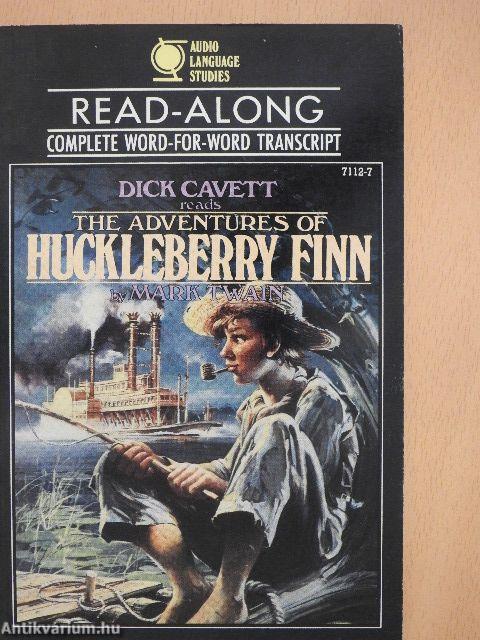 AUDIO
LANGUAGE
STUDIES
READ-ALONG
COMPLETE WORD-FOR-WORD TRANSCRIPT
7112-7
DICK CAVETT
reads
THE ADVENTURES OF
HUCKLEBERRY FINN
by MARK TWAIN
Antikvárium.hu